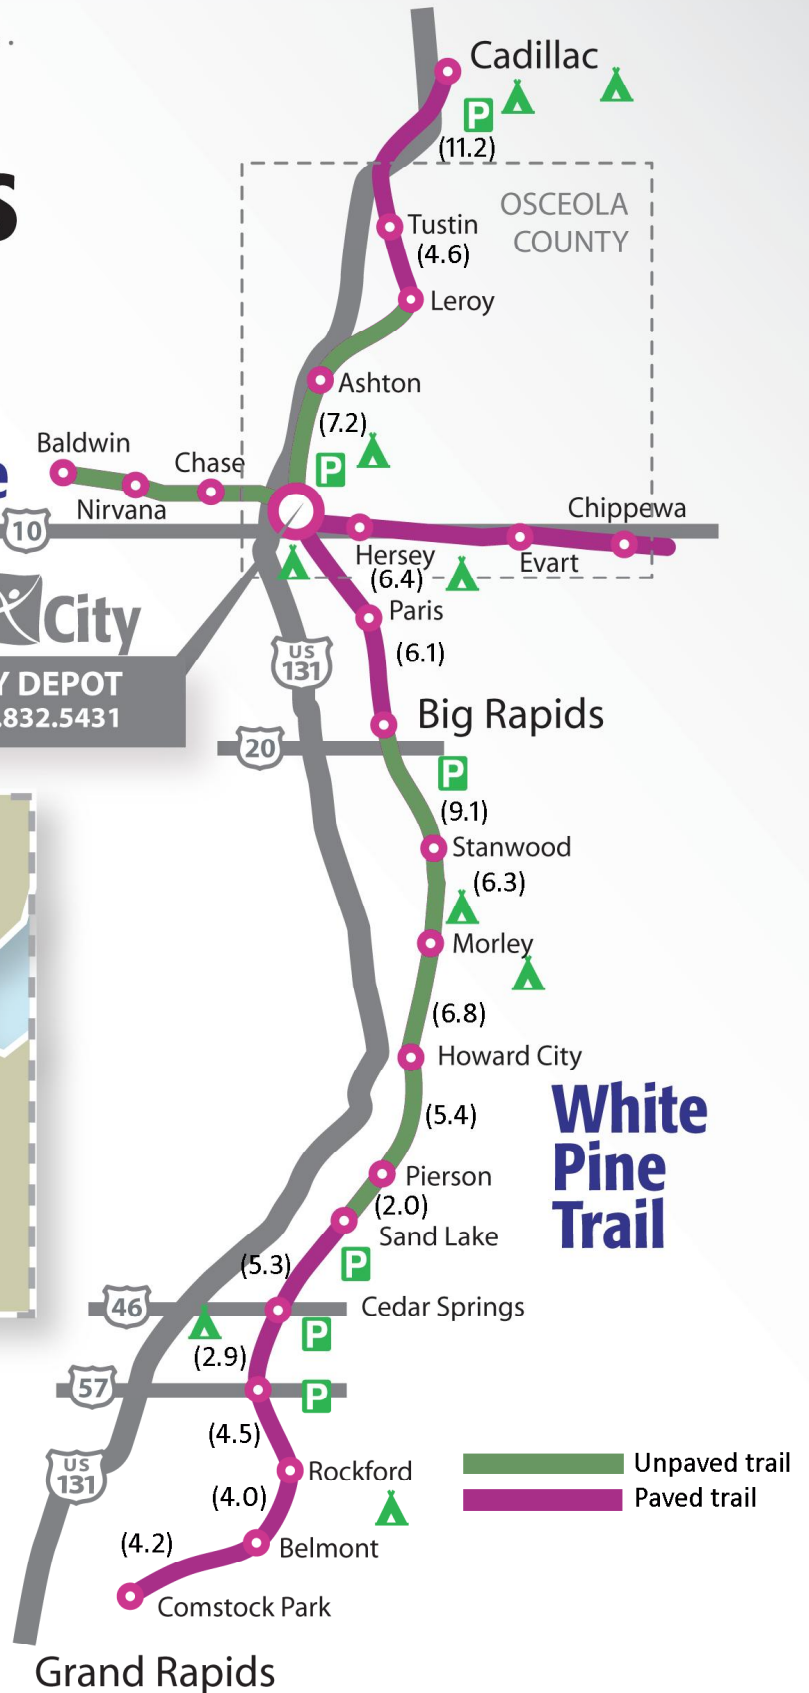 S
Cadillac
P
(11.2)
OSCEOLA
COUNTY
Tustin
(4.6)
Leroy
Ashton
(7.2)
P
Baldwin
Chase
Nirvana
e
10
Chippewa
Hersey
(6.4)
Evart
Paris
City
US
131
(6.1)
Y DEPOT
.832.5431
Big Rapids
20
P
(9.1)
Stanwood
(6.3)
Morley
(6.8)
Howard City
White
Pine
Trail
(5.4)
Pierson
(2.0)
Sand Lake
(5.3)
P
46
Cedar Springs
P
(2.9)
57
P
(4.5)
US
131
Rockford
Unpaved trail
Paved trail
(4.0)
(4.2)
Belmont
Comstock Park
Grand Rapids